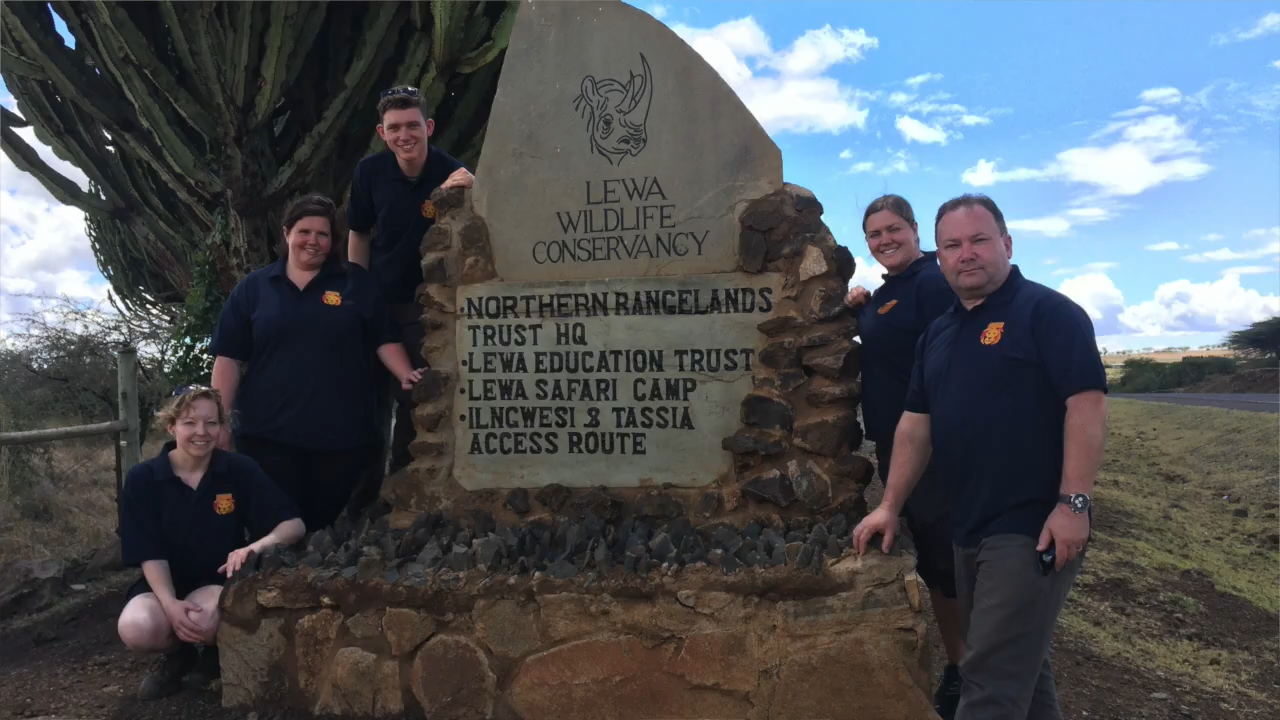 LEWA
WILDLIFE
CONSERVANCY
•NORTHERN RANGELANDS
TRUST HQ
•LEWA EDUCATION TRUST
•LEWA SAFARI CAMP
•ILNGWESI & TASSIA
ACCESS ROUTE